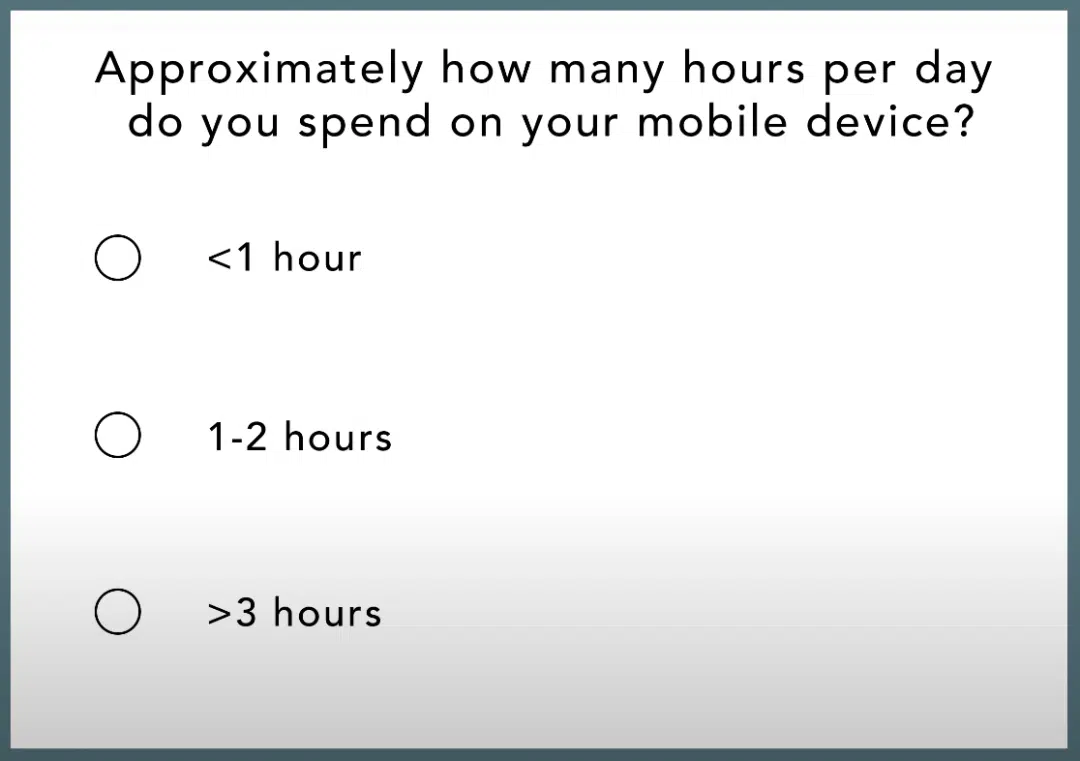 Approximately how many hours per day
do you spend on your mobile device?
<1 hour
1-2 hours
>3 hours